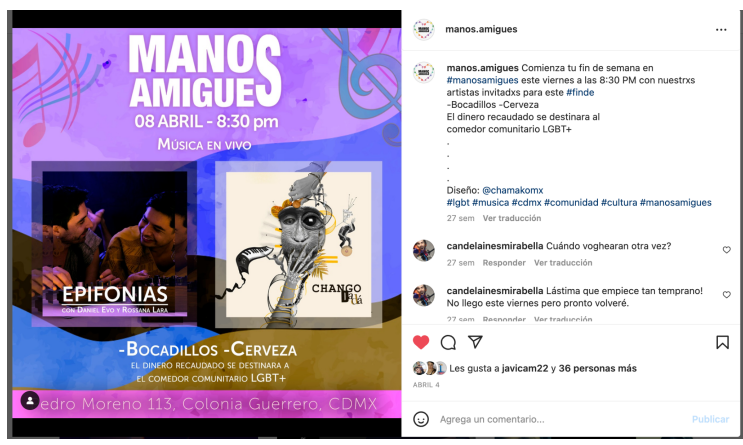 MANOS
AMIGUES
08 ABRIL - 8:30 pm
MÚSICA EN VIVO
EPIFONIAS
CON DANIEL EVO Y ROSSANA LARA
CHANGO
-BOCADILLOS -CERVEZA
EL DINERO RECAUDADO SE DESTINARA A
EL COMEDOR COMUNITARIO LGBT+
edro Moreno 113, Colonia Guerrero, CDMX
manos.amigues
manos.amigues Comienza tu fin de semana en
#manosamigues este viernes a las 8:30 PM con nuestrxs
artistas invitadxs para este #finde
-Bocadillos -Cerveza
El dinero recaudado se destinara al
comedor comunitario LGBT+
.
.
.
.
Diseño: @chamakomx
#lgbt #musica #cdmx #comunidad #cultura #manosamigues
27 sem Ver traducción
candelainesmirabella Cuándo voghearan otra vez?
27 sem Responder Ver traducción
candelainesmirabella Lástima que empiece tan temprano!
No llego este viernes pero pronto volveré.
27 sem Responder Ver traducción
Les gusta a javicam22 y 36 personas más
ABRIL 4
Agrega un comentario...
Publicar